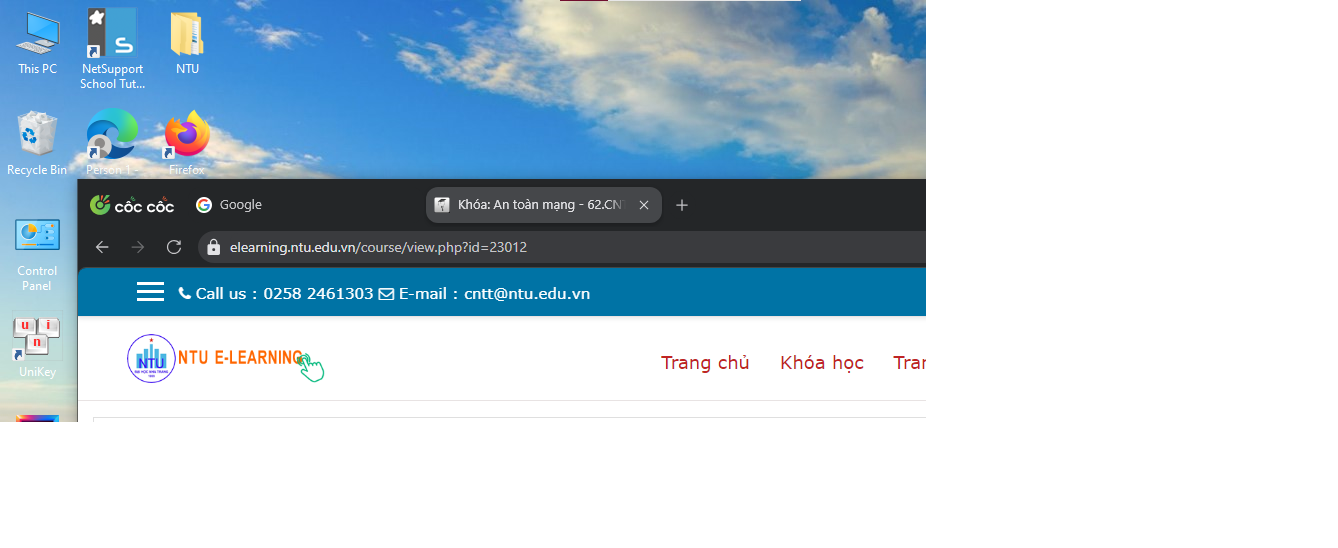 This PC
NetSupport
School Tut...
NTU
Recycle Bin
Person 1 -
Firefox
Control
Panel
UniKey
cốc cốc
Google
Khóa: An toàn mạng - 62.CN
elearning.ntu.edu.vn/course/view.php?id=23012
Call us : 0258 2461303 E-mail : cntt@ntu.edu.vn
NTU
NTU E-LEARNING
Trang chủ
Khóa học
Tran
u i n